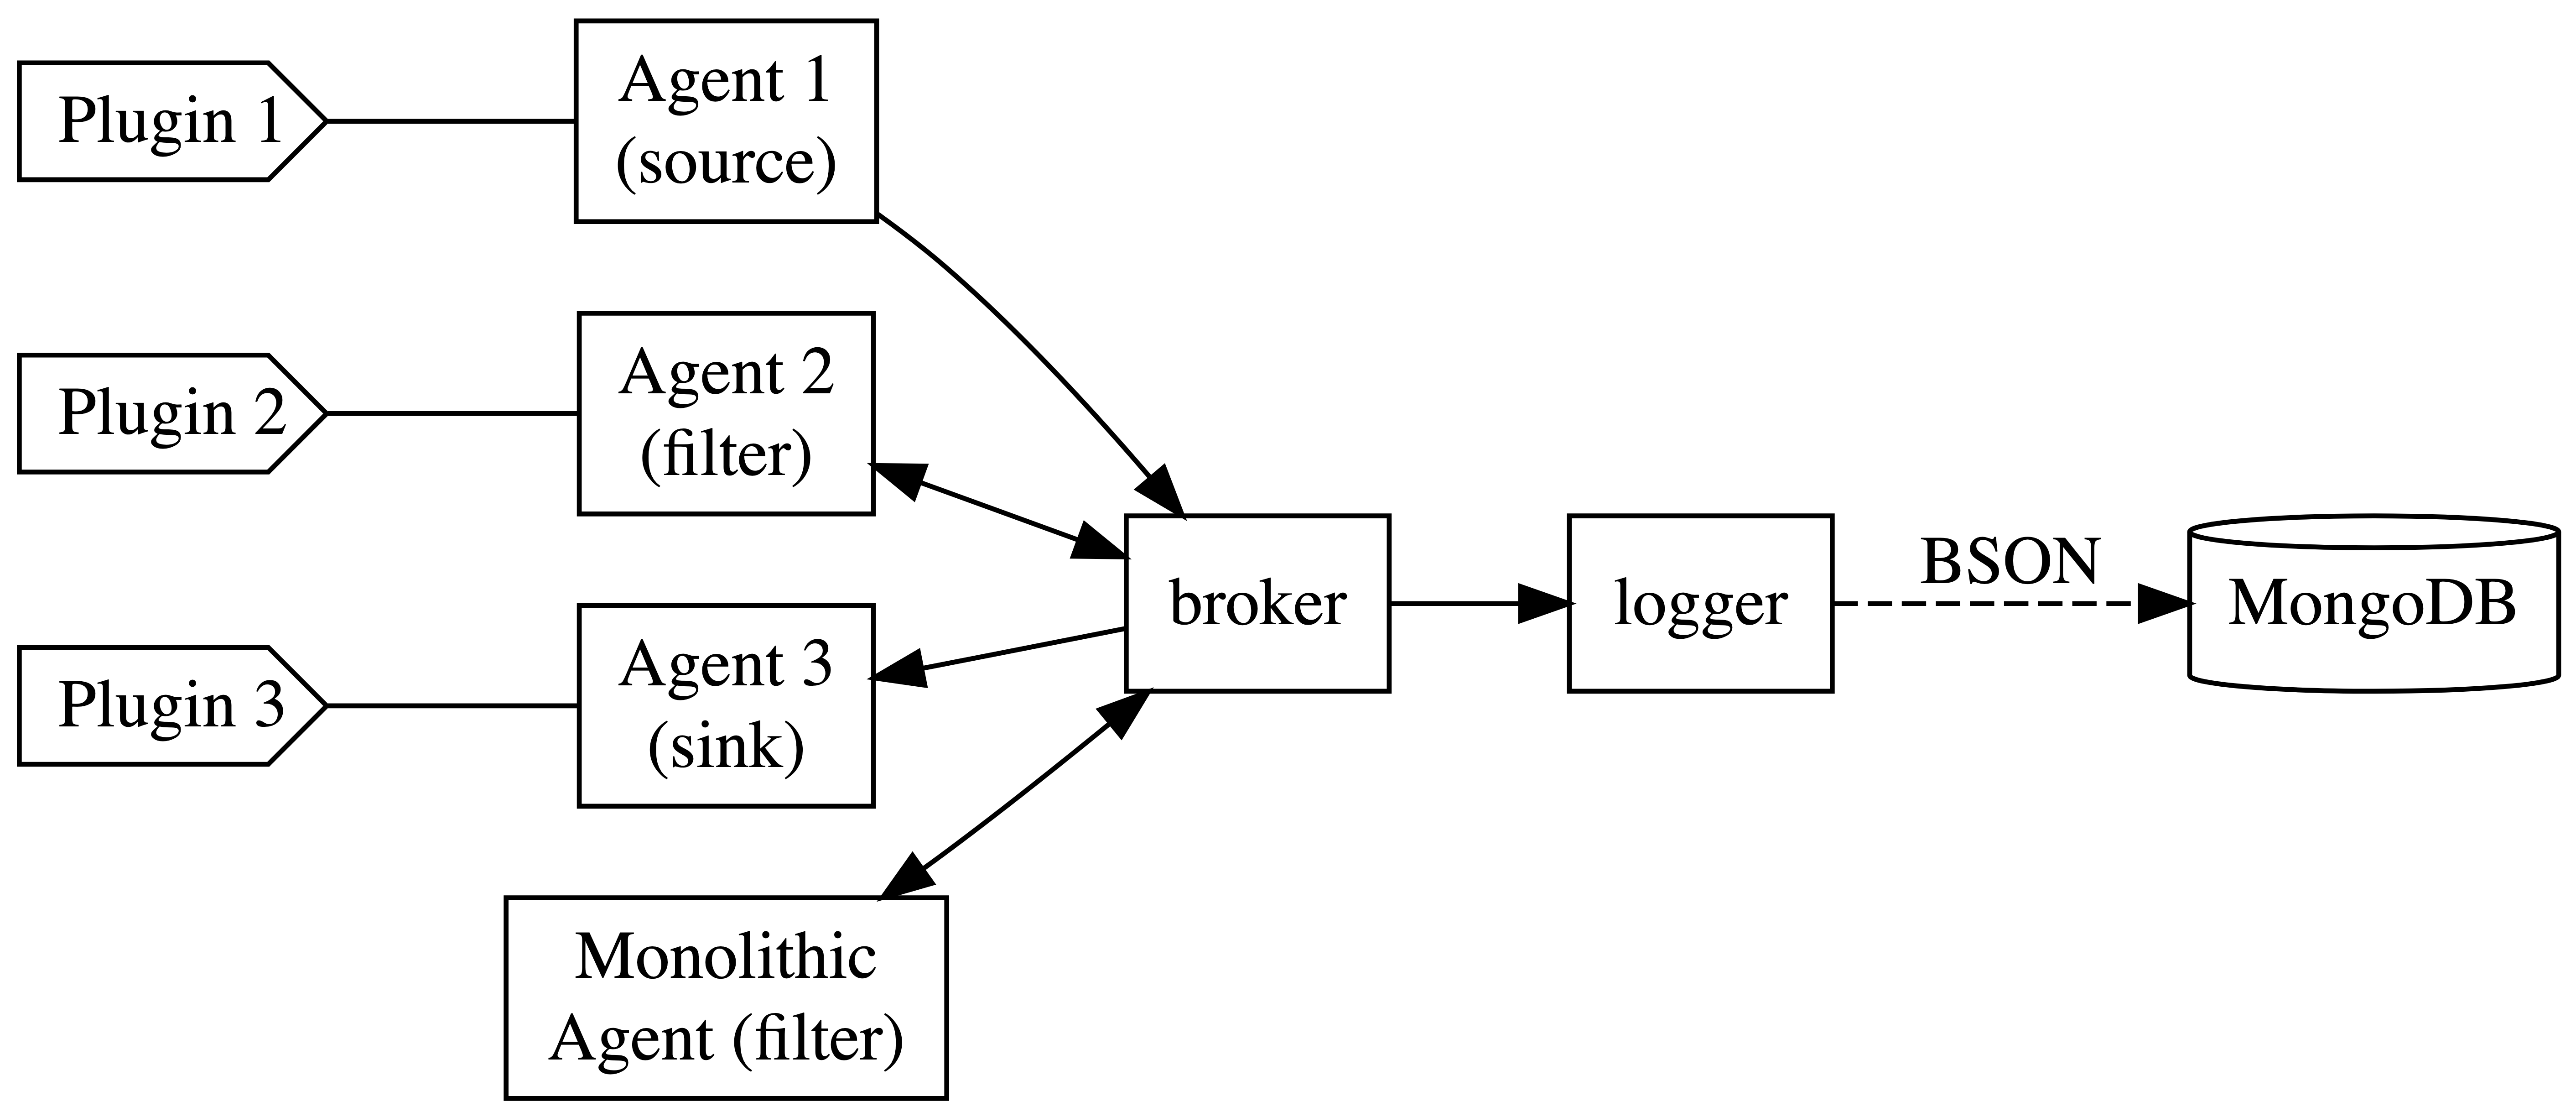 Plugin 1
Agent 1
(source)
Plugin 2
Agent 2
(filter)
Plugin 3
Agent 3
(sink)
Monolithic
Agent (filter)
broker
logger
BSON
MongoDB